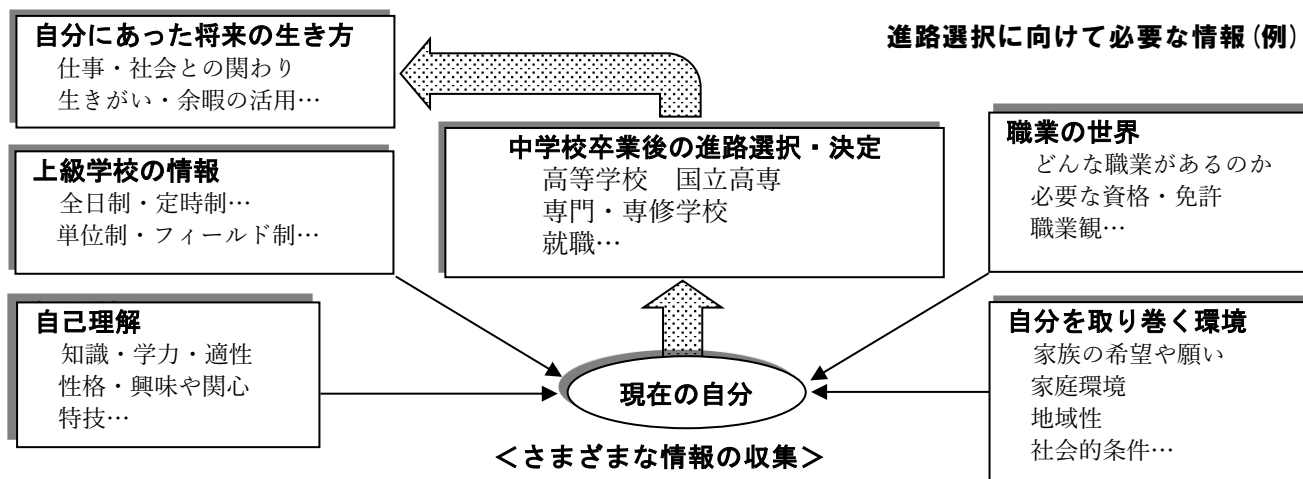 進路選択に向けて必要な情報(例)
自分にあった将来の生き方
仕事・社会との関わり
生きがい・余暇の活用…
中学校卒業後の進路選択・決定
高等学校　国立高専
専門・専修学校
就職…
職業の世界
どんな職業があるのか
必要な資格・免許
職業観…
上級学校の情報
全日制・定時制…
単位制・フィールド制…
自己理解
知識・学力・適性
性格・興味や関心
特技…
現在の自分
自分を取り巻く環境
家族の希望や願い
家庭環境
地域性
社会的条件…
＜さまざまな情報の収集＞